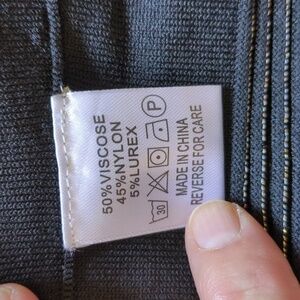 50%VISCOSE
45%NYLON
5%LUREX
30 P
MADE IN CHINA
REVERSE FOR CARE